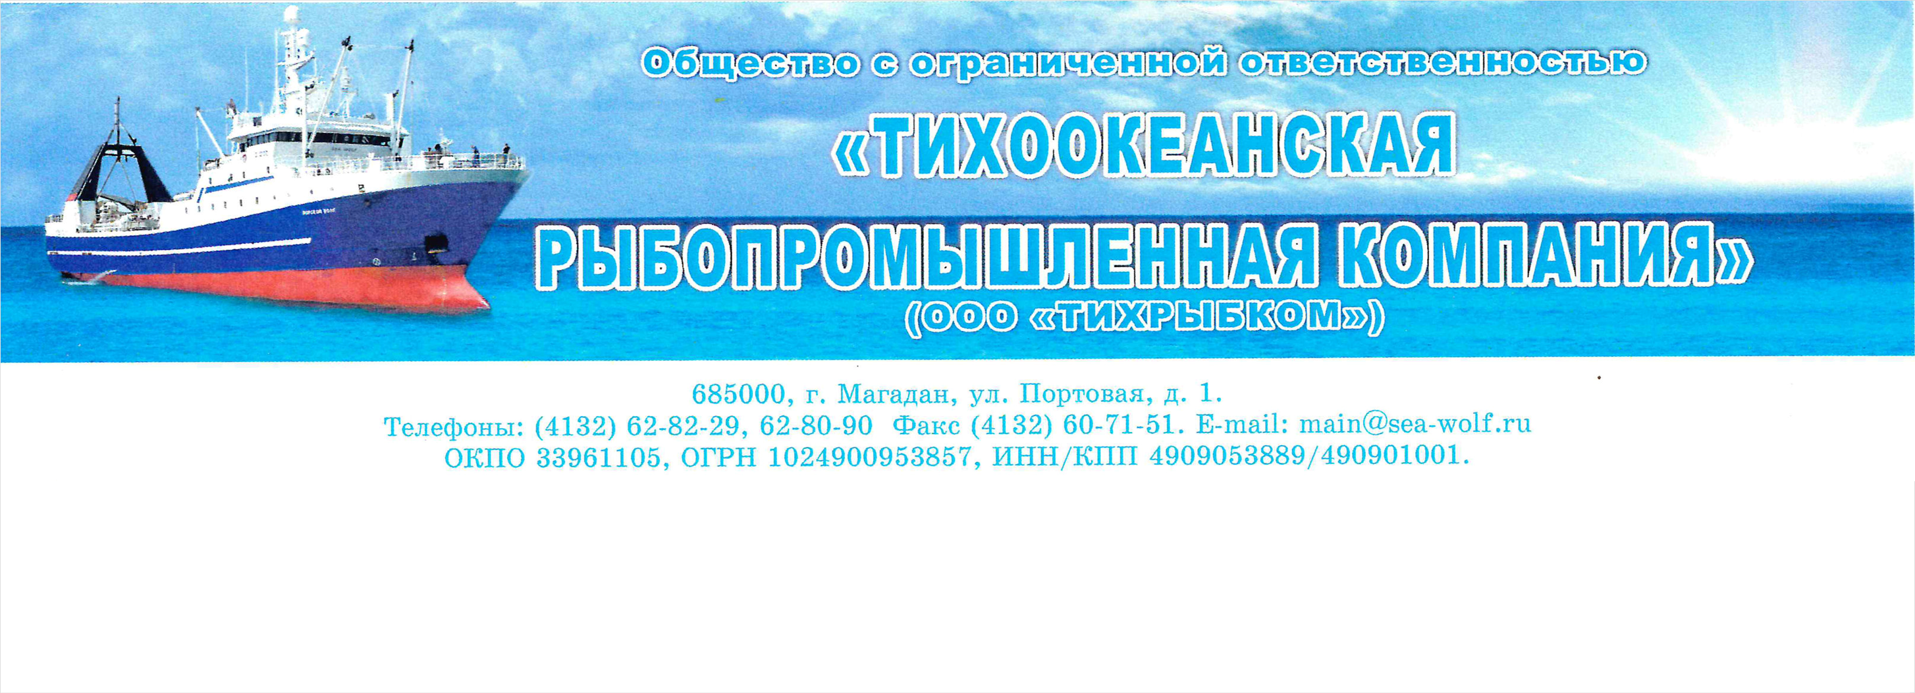 Общество с ограниченной ответственностью
«ТИХООКЕАНСКАЯ
РЫБОПРОМЫШЛЕННАЯ КОМПАНИЯ»
(ООО «ТИХРЫБКОМ»)
685000, г. Магадан, ул. Портовая, д. 1.
Телефоны: (4132) 62-82-29, 62-80-90 Факс (4132) 60-71-51. E-mail: main@sea-wolf.ru
ОКПО 33961105, ОГРН 1024900953857, ИНН/КПП 4909053889/490901001.